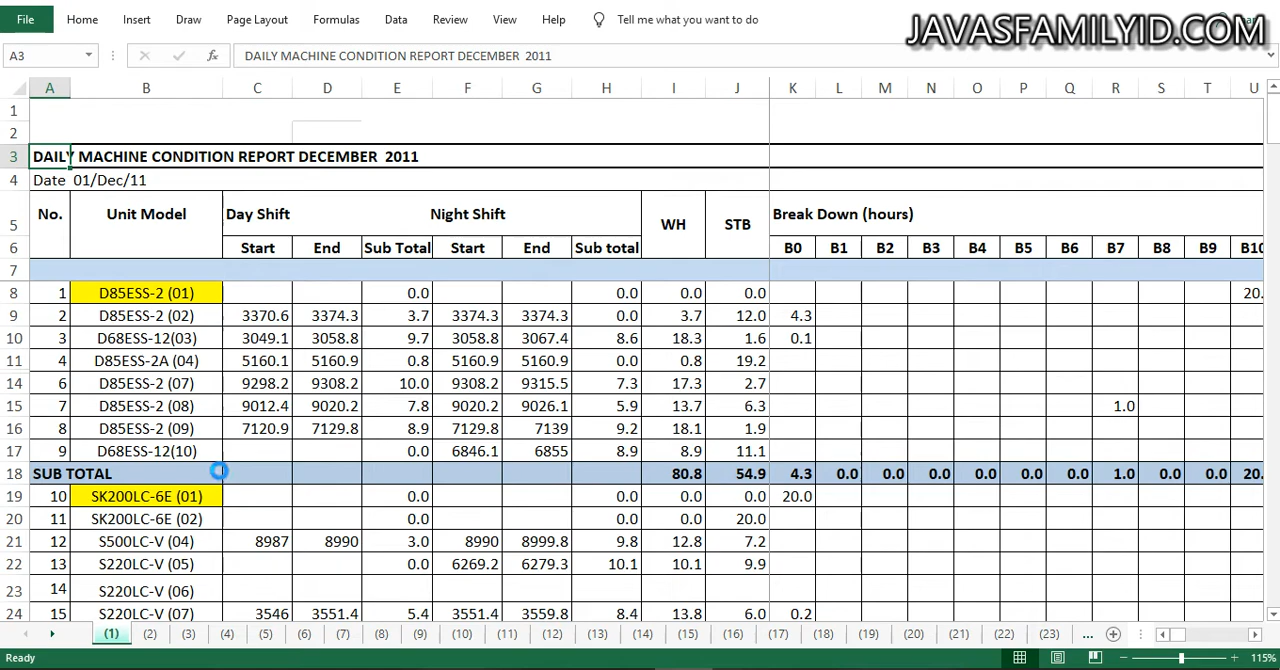 File Home Insert Draw Page Layout Formulas Data Review View Help Tell me what you want to do
JAVASFAMILYID.COM
A3 fx DAILY MACHINE CONDITION REPORT DECEMBER 2011
A B C D E F G H I J K L M N O P Q R S T U
1
2
3 DAILY MACHINE CONDITION REPORT DECEMBER 2011
4 Date 01/Dec/11
5 No. Unit Model Day Shift Night Shift WH STB Break Down (hours)
6 Start End Sub Total Start End Sub total B0 B1 B2 B3 B4 B5 B6 B7 B8 B9 B10
7
8 1 D85ESS-2 (01) 0.0 0.0 0.0 0.0 20.
9 2 D85ESS-2 (02) 3370.6 3374.3 3.7 3374.3 3374.3 0.0 3.7 12.0 4.3
10 3 D68ESS-12(03) 3049.1 3058.8 9.7 3058.8 3067.4 8.6 18.3 1.6 0.1
11 4 D85ESS-2A (04) 5160.1 5160.9 0.8 5160.9 5160.9 0.0 0.8 19.2
14 6 D85ESS-2 (07) 9298.2 9308.2 10.0 9308.2 9315.5 7.3 17.3 2.7
15 7 D85ESS-2 (08) 9012.4 9020.2 7.8 9020.2 9026.1 5.9 13.7 6.3 1.0
16 8 D85ESS-2 (09) 7120.9 7129.8 8.9 7129.8 7139 9.2 18.1 1.9
17 9 D68ESS-12(10) 0.0 6846.1 6855 8.9 8.9 11.1
18 SUB TOTAL 80.8 54.9 4.3 0.0 0.0 0.0 0.0 0.0 0.0 1.0 0.0 0.0 20.
19 10 SK200LC-6E (01) 0.0 0.0 0.0 0.0 20.0
20 11 SK200LC-6E (02) 0.0 0.0 0.0 20.0
21 12 S500LC-V (04) 8987 8990 3.0 8990 8999.8 9.8 12.8 7.2
22 13 S220LC-V (05) 0.0 6269.2 6279.3 10.1 10.1 9.9
23 14 S220LC-V (06)
24 15 S220LC-V (07) 3546 3551.4 5.4 3551.4 3559.8 8.4 13.8 6.0 0.2
(1) (2) (3) (4) (5) (6) (7) (8) (9) (10) (11) (12) (13) (14) (15) (16) (17) (18) (19) (20) (21) (22) (23) ...
Ready 115%